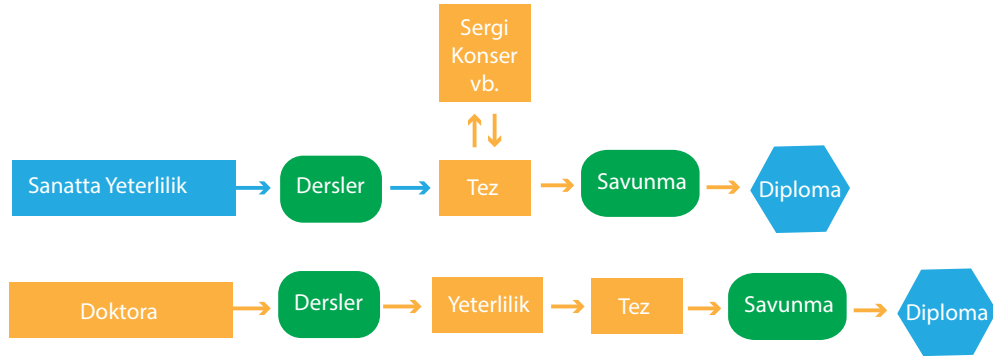 Sergi
Konser
vb.
Sanatta Yeterlilik
Dersler
Tez
Savunma
Diploma
Doktora
Dersler
Yeterlilik
Tez
Savunma
Diploma